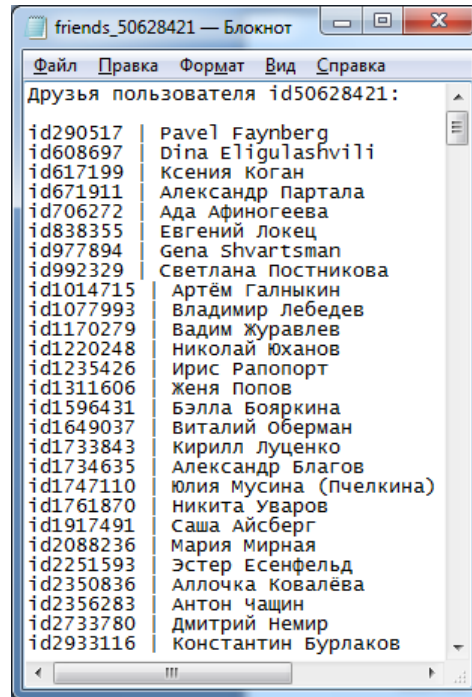 friends_50628421 — Блокнот
Файл Правка Формат Вид Справка
Друзья пользователя id50628421:
id290517 | Pavel Faynberg
id608697 | Dina Eligulashvili
id617199 | Ксения Коган
id671911 | Александр Партала
id706272 | Ада Афиногеева
id838355 | Евгений Локец
id977894 | Gena Shvartsman
id992329 | Светлана Постникова
id1014715 | Артём Галныкин
id1077993 | Владимир Лебедев
id1170279 | Вадим Журавлев
id1220248 | Николай Юханов
id1235426 | Ирис Рапопорт
id1311606 | Женя Попов
id1596431 | Бэлла Бояркина
id1649037 | Виталий Оберман
id1733843 | Кирилл Луценко
id1734635 | Александр Благов
id1747110 | Юлия Мусина (Пчелкина)
id1761870 | Никита Уваров
id1917491 | Саша Айсберг
id2088236 | Мария Мирная
id2251593 | Эстер Есенфельд
id2350836 | Аллочка Ковалёва
id2356283 | Антон Чащин
id2733780 | Дмитрий Немир
id2933116 | Константин Бурлаков